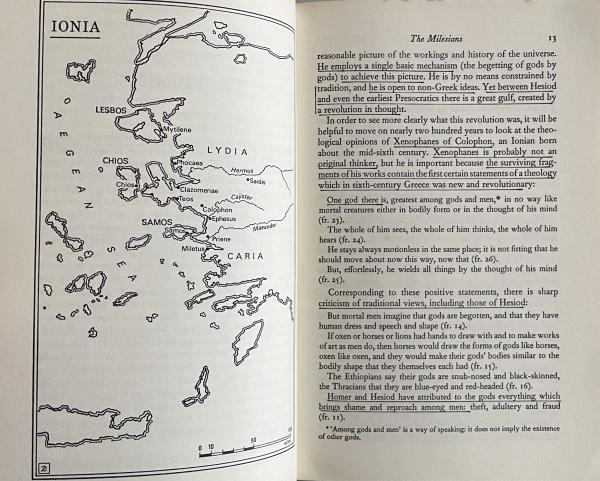 IONIA
LESBOS
Mytilene
AEGEAN SEA
LYDIA
Phocaea
Hermus
Sardis
CHIOS
Chios
Clazomenae
Teos
Cayster
Colophon
Ephesus
SAMOS
Samos
Maeander
Priene
Miletus
CARIA
0 10 50
2
The Milesians 13
reasonable picture of the workings and history of the universe.
He employs a single basic mechanism (the begetting of gods by
gods) to achieve this picture. He is by no means constrained by
tradition, and he is open to non-Greek ideas. Yet between Hesiod
and even the earliest Presocratics there is a great gulf, created by
a revolution in thought.
In order to see more clearly what this revolution was, it will be
helpful to move on nearly two hundred years to look at the theo-
logical opinions of Xenophanes of Colophon, an Ionian born
about the mid-sixth century. Xenophanes is probably not an
original thinker, but he is important because the surviving frag-
ments of his works contain the first certain statements of a theology
which in sixth-century Greece was new and revolutionary:
One god there is, greatest among gods and men,* in no way like
mortal creatures either in bodily form or in the thought of his mind
(fr. 23).
The whole of him sees, the whole of him thinks, the whole of him
hears (fr. 24).
He stays always motionless in the same place; it is not fitting that he
should move about now this way, now that (fr. 26).
But, effortlessly, he wields all things by the thought of his mind
(fr. 25).
Corresponding to these positive statements, there is sharp
criticism of traditional views, including those of Hesiod:
But mortal men imagine that gods are begotten, and that they have
human dress and speech and shape (fr. 14).
If oxen or horses or lions had hands to draw with and to make works
of art as men do, then horses would draw the forms of gods like horses,
oxen like oxen, and they would make their gods' bodies similar to the
bodily shape that they themselves each had (fr. 15).
The Ethiopians say their gods are snub-nosed and black-skinned,
the Thracians that they are blue-eyed and red-headed (fr. 16).
Homer and Hesiod have attributed to the gods everything which
brings shame and reproach among men: theft, adultery and fraud
(fr. 11).
* 'Among gods and men' is a way of speaking: it does not imply the existence
of other gods.